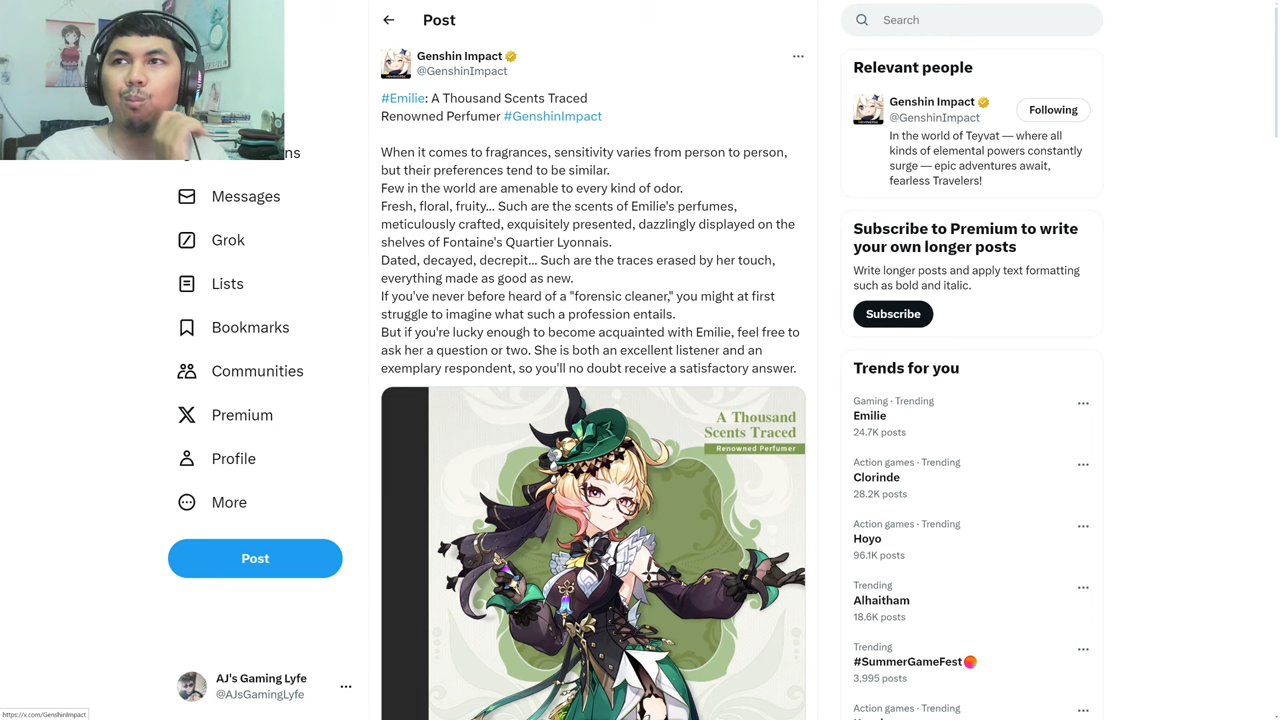 Post
Genshin Impact
@GenshinImpact
#Emilie: A Thousand Scents Traced
Renowned Perfumer #GenshinImpact
When it comes to fragrances, sensitivity varies from person to person,
but their preferences tend to be similar.
Few in the world are amenable to every kind of odor.
Fresh, floral, fruity... Such are the scents of Emilie's perfumes,
meticulously crafted, exquisitely presented, dazzlingly displayed on the
shelves of Fontaine's Quartier Lyonnais.
Dated, decayed, decrepit... Such are the traces erased by her touch,
everything made as good as new.
If you've never before heard of a "forensic cleaner," you might at first
struggle to imagine what such a profession entails.
But if you're lucky enough to become acquainted with Emilie, feel free to
ask her a question or two. She is both an excellent listener and an
exemplary respondent, so you'll no doubt receive a satisfactory answer.
A Thousand
Scents Traced
Renowned Perfumer
ns
Messages
Grok
Lists
Bookmarks
Communities
Premium
Profile
More
Post
AJ's Gaming Lyfe
@AJsGamingLyfe
https://x.com/GenshinImpact
Search
Relevant people
Genshin Impact
@GenshinImpact
Following
In the world of Teyvat — where all
kinds of elemental powers constantly
surge — epic adventures await,
fearless Travelers!
Subscribe to Premium to write
your own longer posts
Write longer posts and apply text formatting
such as bold and italic.
Subscribe
Trends for you
Gaming · Trending
Emilie
24.7K posts
Action games · Trending
Clorinde
28.2K posts
Action games · Trending
Hoyo
96.1K posts
Trending
Alhaitham
18.6K posts
Trending
#SummerGameFest
3,995 posts
Action games · Trending